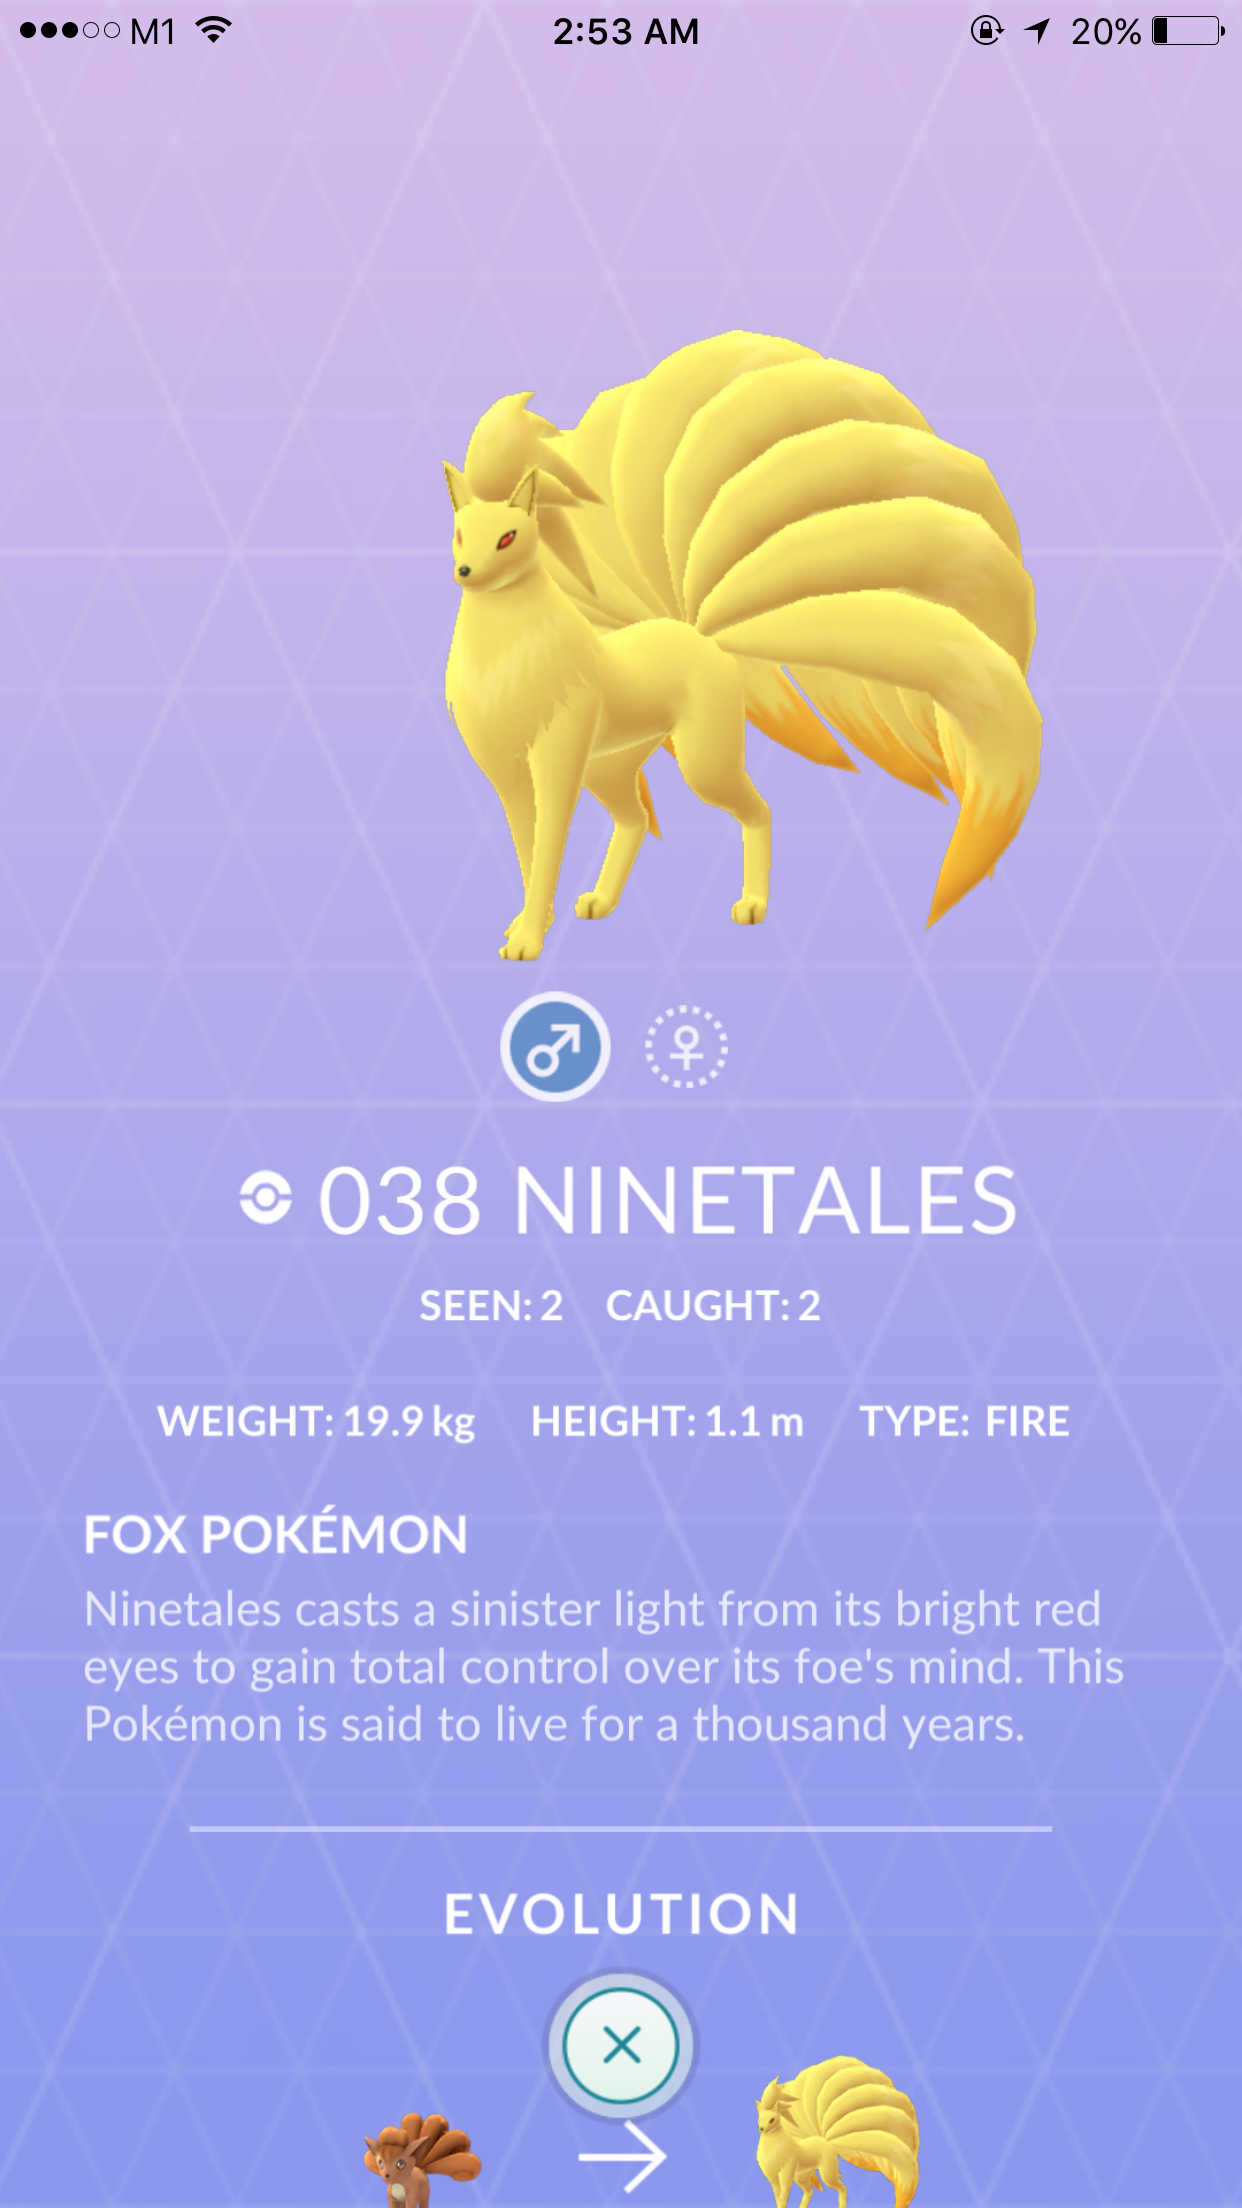 M1 2:53 AM 20%
038 NINETALES
SEEN: 2 CAUGHT: 2
WEIGHT: 19.9 kg HEIGHT: 1.1 m TYPE: FIRE
FOX POKÉMON
Ninetales casts a sinister light from its bright red
eyes to gain total control over its foe's mind. This
Pokémon is said to live for a thousand years.
EVOLUTION